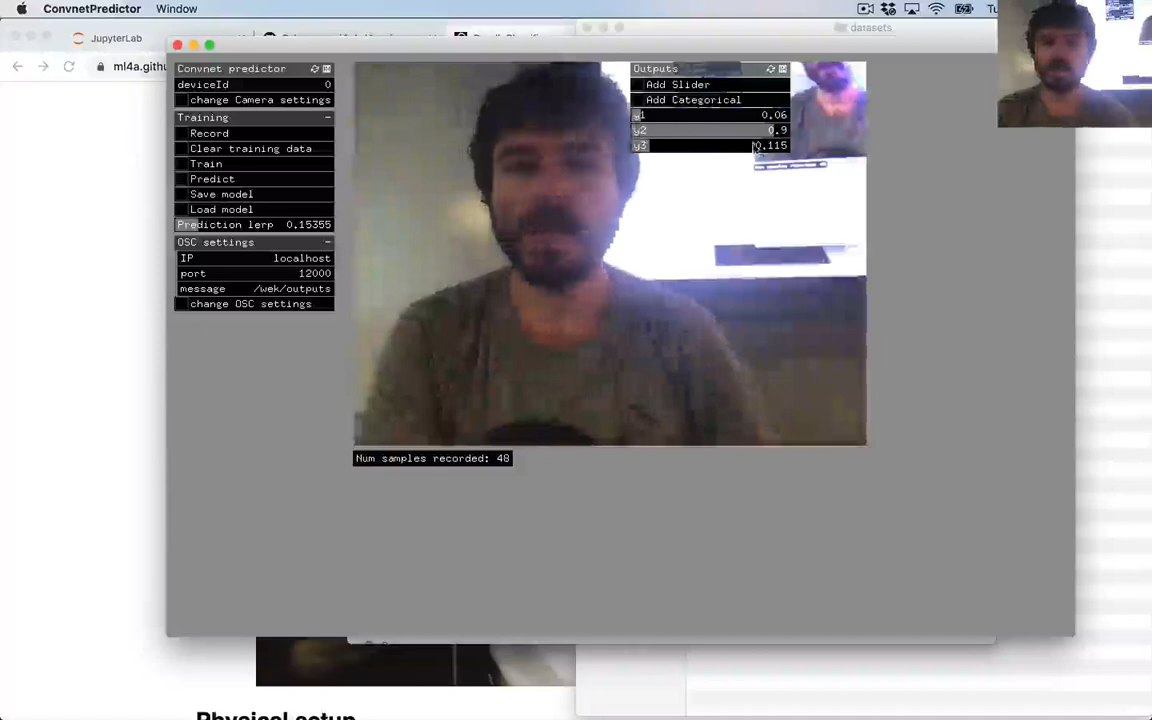 ConvnetPredictor Window
datasets
JupyterLab
ml4a.githu
Convnet predictor
deviceId 0
change Camera settings
Training
Record
Clear training data
Train
Predict
Save model
Load model
Prediction lerp 0.15355
OSC settings
IP localhost
port 12000
message /wek/outputs
change OSC settings
Outputs
Add Slider
Add Categorical
y1 0.06
y2 0.9
y3 0.115
Num samples recorded: 48
Physical setup